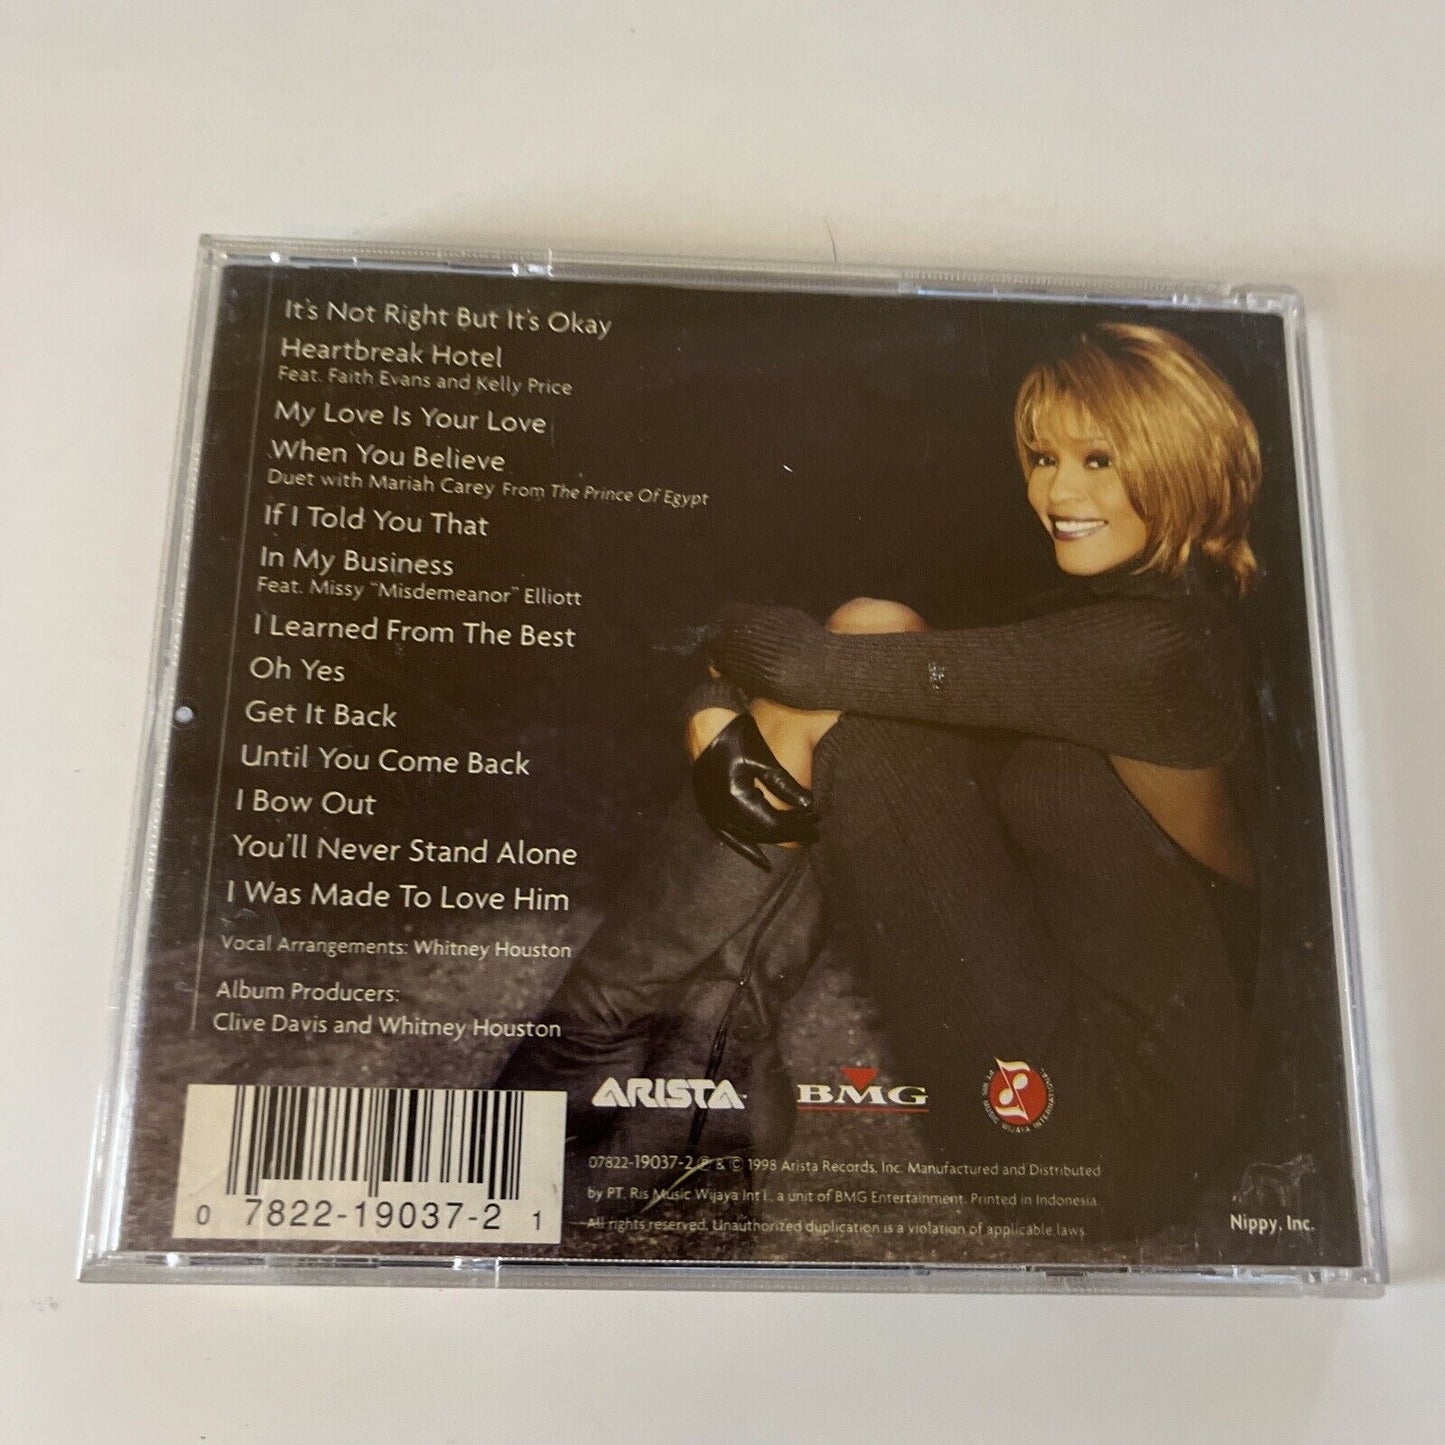 It's Not Right But It's Okay
Heartbreak Hotel
Feat. Faith Evans and Kelly Price
My Love Is Your Love
When You Believe
Duet with Mariah Carey From The Prince Of Egypt
If I Told You That
In My Business
Feat. Missy "Misdemeanor" Elliott
I Learned From The Best
Oh Yes
Get It Back
Until You Come Back
I Bow Out
You'll Never Stand Alone
I Was Made To Love Him
Vocal Arrangements: Whitney Houston
Album Producers:
Clive Davis and Whitney Houston
ARISTA
BMG
PT. RIS MUSIC WIJAYA INTERNATIONAL
07822-19037-2 ℗ & © 1998 Arista Records, Inc. Manufactured and Distributed
by PT. Ris Music Wijaya Int'l., a unit of BMG Entertainment. Printed in Indonesia
All rights reserved. Unauthorized duplication is a violation of applicable laws.
Nippy, Inc.
0 7822-19037-2 1